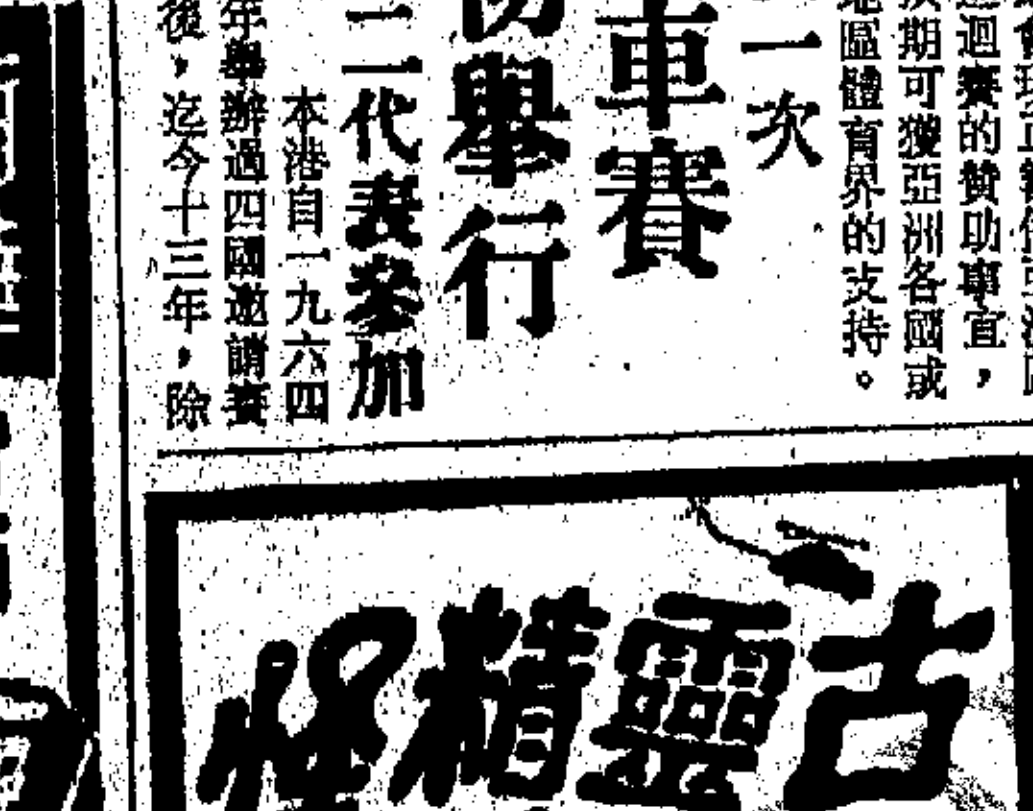 迴賽的贊助事宜，
期可獲亞洲各國或
地區體育界的支持。
一次
車賽
舉行
代表參加
本港自一九六四
年舉辦過四國邀請賽
後，迄今十三年，除
古靈精怪